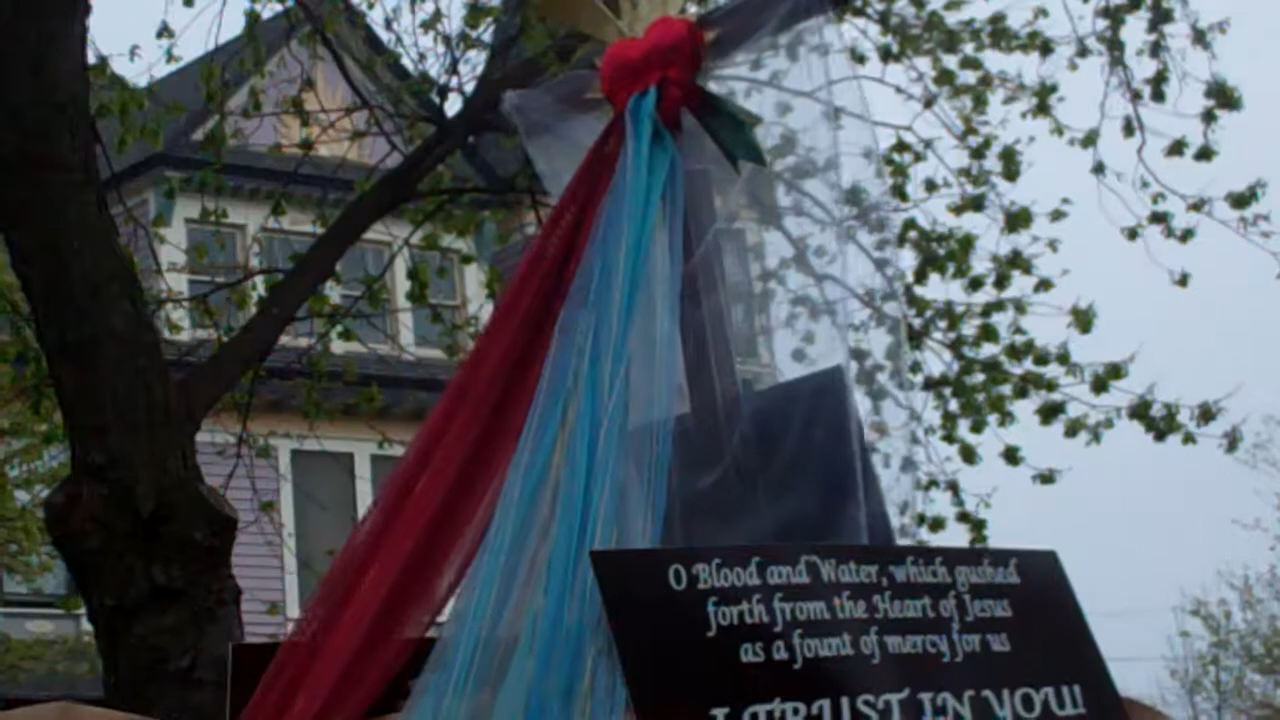 O Blood and Water, which gushed
forth from the Heart of Jesus
as a fount of mercy for us
I TRUST IN YOU!